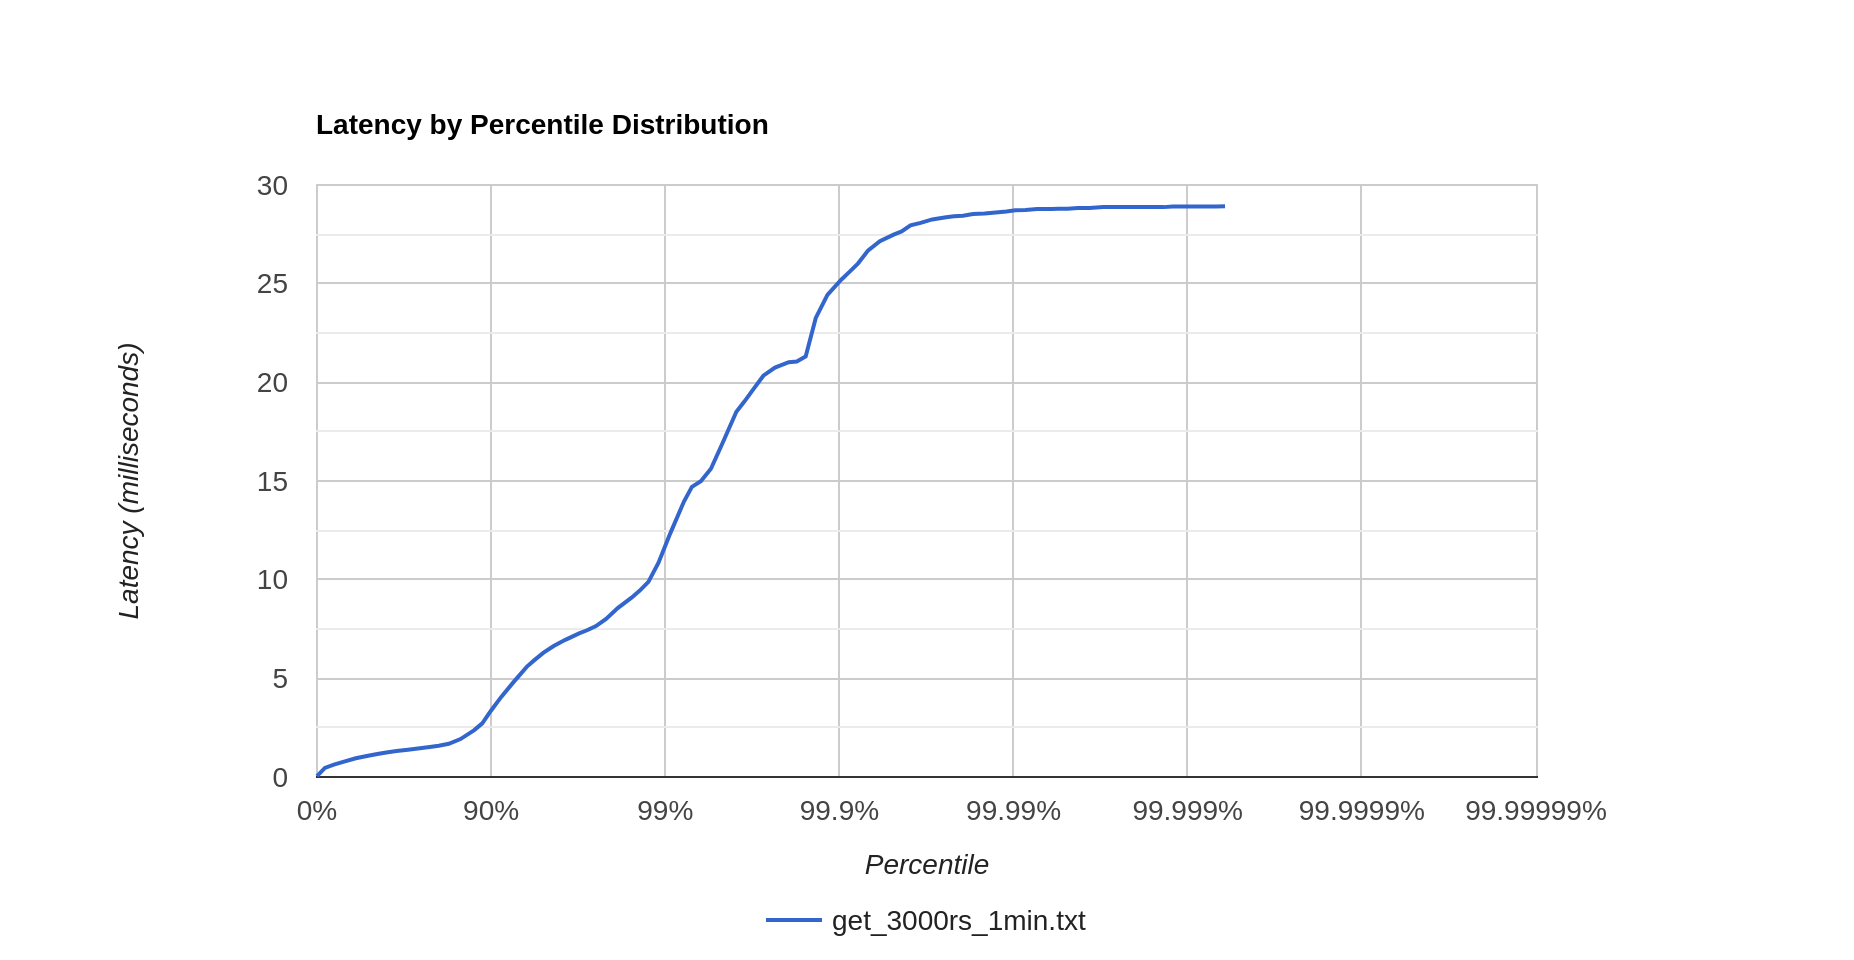 Latency by Percentile Distribution
30
25
20
15
10
5
0
Latency (milliseconds)
0% 90% 99% 99.9% 99.99% 99.999% 99.9999% 99.99999%
Percentile
get_3000rs_1min.txt